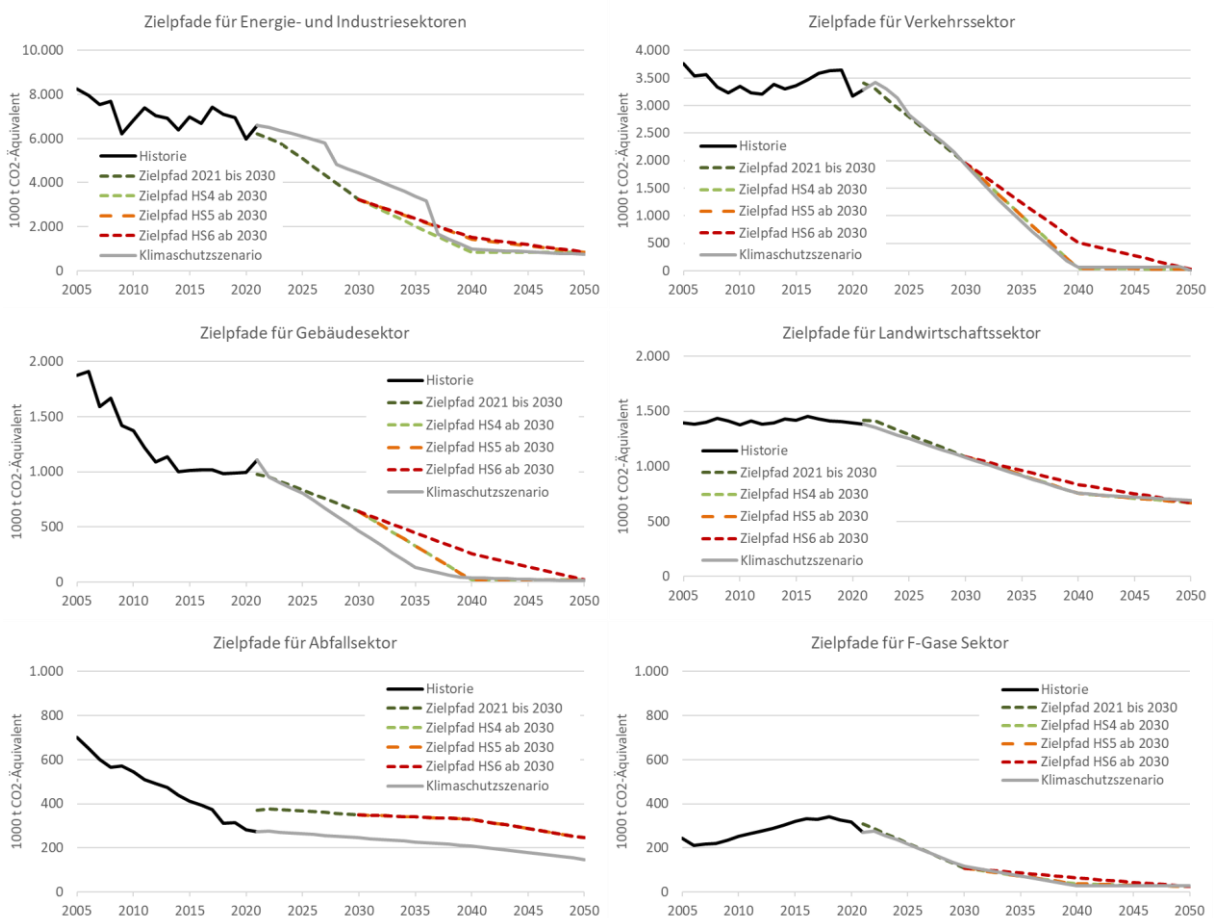 Zielpfade für Energie- und Industriesektoren
1000 t CO2-Äquivalent
10.000
8.000
6.000
4.000
2.000
0
Historie
Zielpfad 2021 bis 2030
Zielpfad HS4 ab 2030
Zielpfad HS5 ab 2030
Zielpfad HS6 ab 2030
Klimaschutzszenario
2005 2010 2015 2020 2025 2030 2035 2040 2045 2050
Zielpfade für Verkehrssektor
1000 t CO2-Äquivalent
4.000
3.500
3.000
2.500
2.000
1.500
1.000
500
0
Historie
Zielpfad 2021 bis 2030
Zielpfad HS4 ab 2030
Zielpfad HS5 ab 2030
Zielpfad HS6 ab 2030
Klimaschutzszenario
2005 2010 2015 2020 2025 2030 2035 2040 2045 2050
Zielpfade für Gebäudesektor
1000 t CO2-Äquivalent
2.000
1.500
1.000
500
0
Historie
Zielpfad 2021 bis 2030
Zielpfad HS4 ab 2030
Zielpfad HS5 ab 2030
Zielpfad HS6 ab 2030
Klimaschutzszenario
2005 2010 2015 2020 2025 2030 2035 2040 2045 2050
Zielpfade für Landwirtschaftssektor
1000 t CO2-Äquivalent
2.000
1.500
1.000
500
0
Historie
Zielpfad 2021 bis 2030
Zielpfad HS4 ab 2030
Zielpfad HS5 ab 2030
Zielpfad HS6 ab 2030
Klimaschutzszenario
2005 2010 2015 2020 2025 2030 2035 2040 2045 2050
Zielpfade für Abfallsektor
1000 t CO2-Äquivalent
1.000
800
600
400
200
0
Historie
Zielpfad 2021 bis 2030
Zielpfad HS4 ab 2030
Zielpfad HS5 ab 2030
Zielpfad HS6 ab 2030
Klimaschutzszenario
2005 2010 2015 2020 2025 2030 2035 2040 2045 2050
Zielpfade für F-Gase Sektor
1000 t CO2-Äquivalent
1.000
800
600
400
200
0
Historie
Zielpfad 2021 bis 2030
Zielpfad HS4 ab 2030
Zielpfad HS5 ab 2030
Zielpfad HS6 ab 2030
Klimaschutzszenario
2005 2010 2015 2020 2025 2030 2035 2040 2045 2050